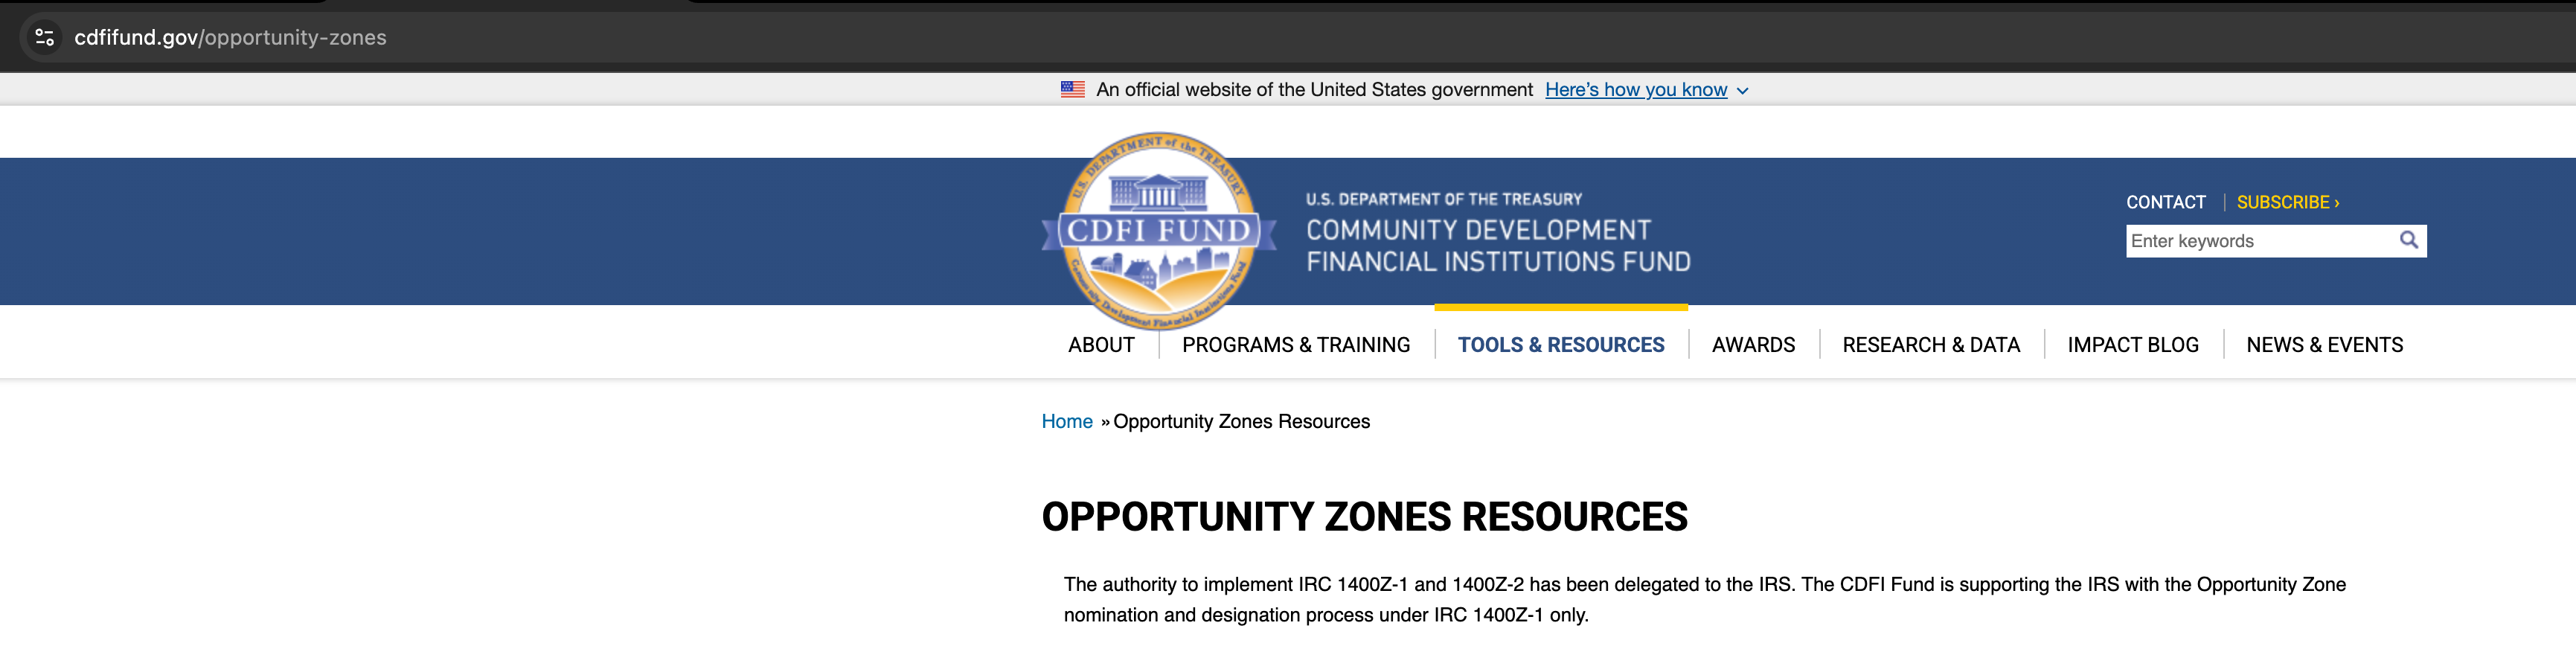 cdfifund.gov/opportunity-zones
An official website of the United States government Here’s how you know
U.S. DEPARTMENT of the TREASURY
CDFI FUND
Community Development Financial Institutions Fund
U.S. DEPARTMENT OF THE TREASURY
COMMUNITY DEVELOPMENT
FINANCIAL INSTITUTIONS FUND
CONTACT SUBSCRIBE ›
Enter keywords
ABOUT PROGRAMS & TRAINING TOOLS & RESOURCES AWARDS RESEARCH & DATA IMPACT BLOG NEWS & EVENTS
Home » Opportunity Zones Resources
OPPORTUNITY ZONES RESOURCES
The authority to implement IRC 1400Z-1 and 1400Z-2 has been delegated to the IRS. The CDFI Fund is supporting the IRS with the Opportunity Zone
nomination and designation process under IRC 1400Z-1 only.